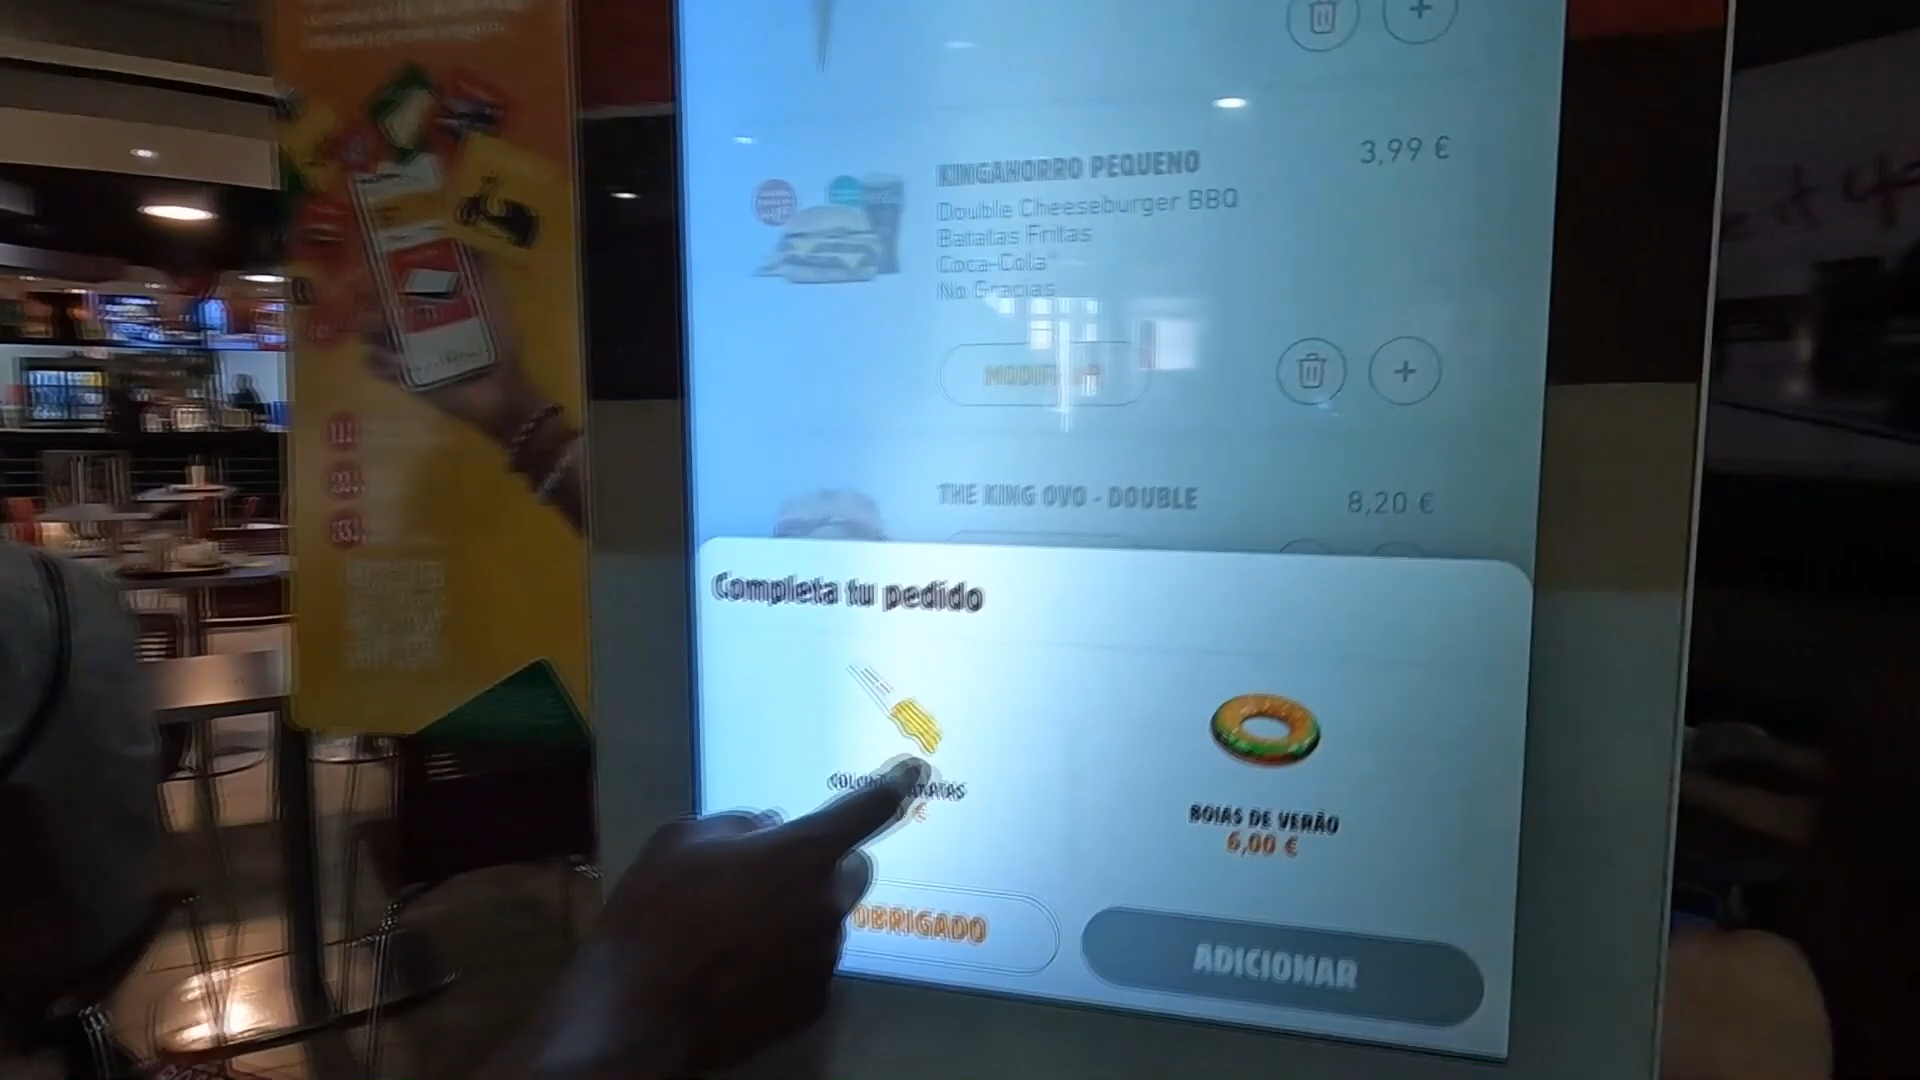 KINGAHORRO PEQUENO
3,99 €
Double Cheeseburger BBQ
Batatas Fritas
Coca-Cola
No Gracias
THE KING OVO - DOUBLE
8,20 €
Completa tu pedido
BOIAS DE VERÃO
6,00 €
OBRIGADO
ADICIONAR